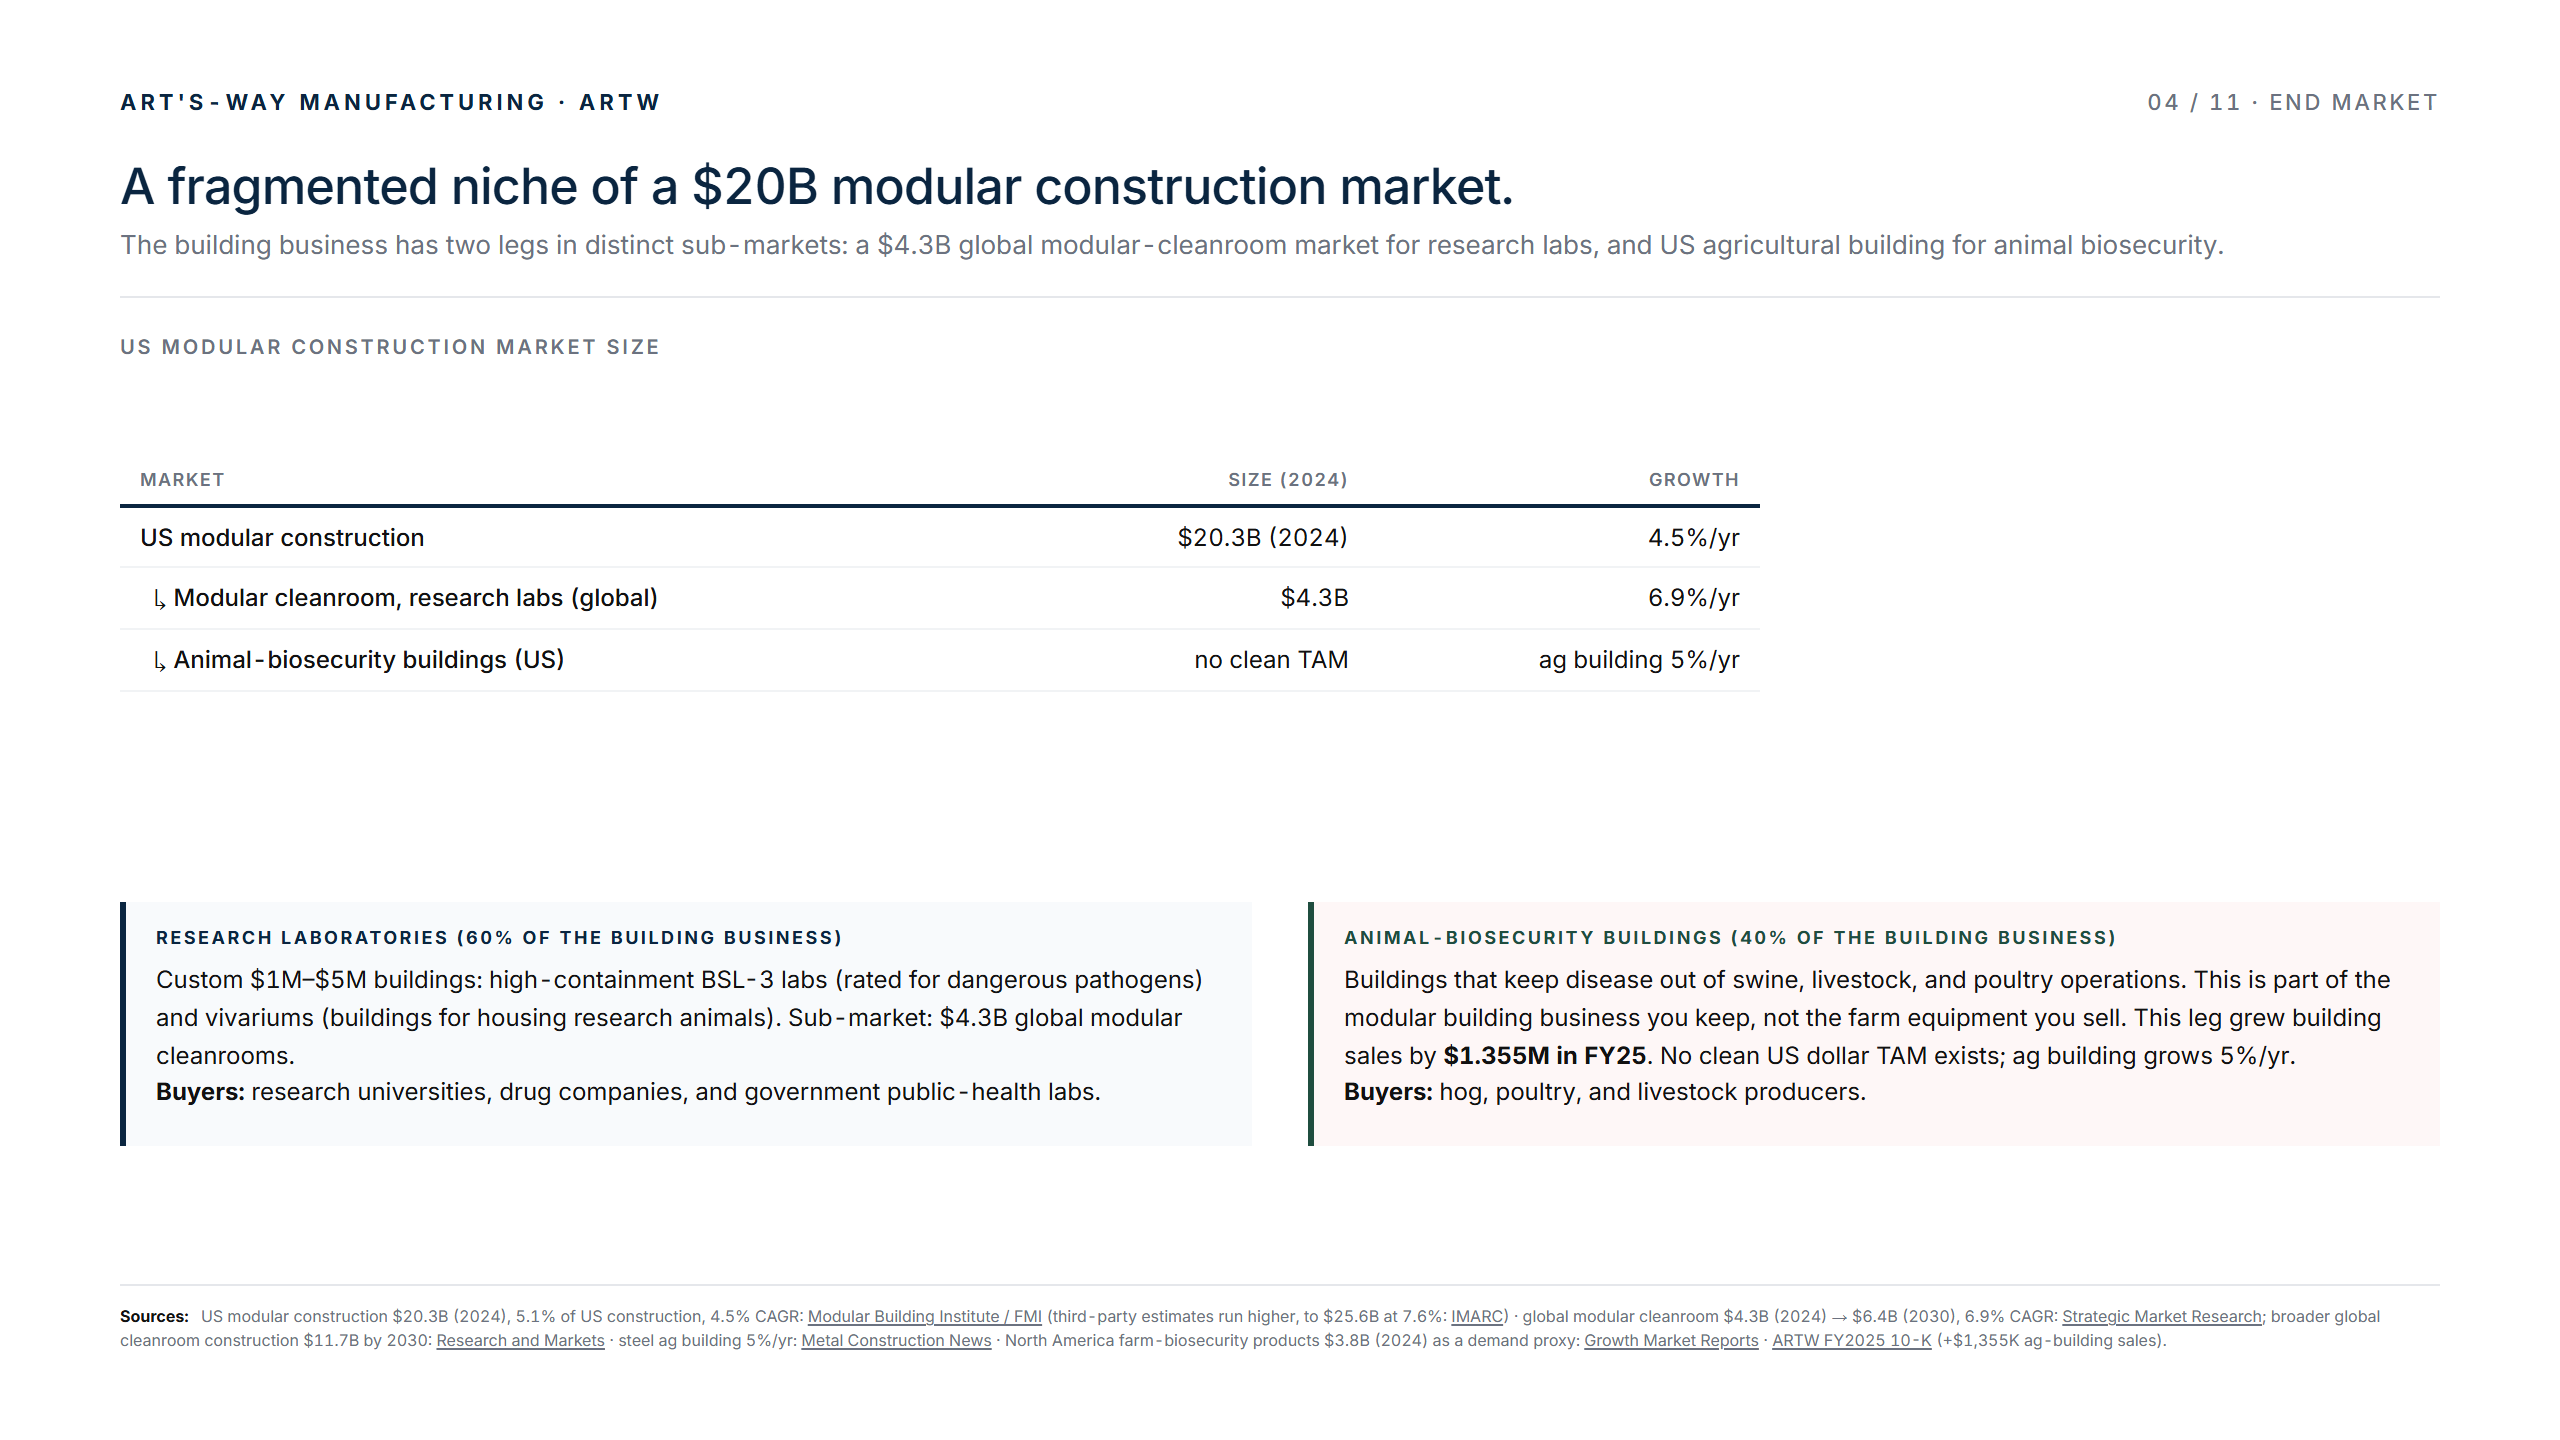 ART'S-WAY MANUFACTURING · ARTW
04 / 11 · END MARKET
A fragmented niche of a $20B modular construction market.
The building business has two legs in distinct sub-markets: a $4.3B global modular-cleanroom market for research labs, and US agricultural building for animal biosecurity.
US MODULAR CONSTRUCTION MARKET SIZE
MARKET SIZE (2024) GROWTH
US modular construction $20.3B (2024) 4.5%/yr
↳ Modular cleanroom, research labs (global) $4.3B 6.9%/yr
↳ Animal-biosecurity buildings (US) no clean TAM ag building 5%/yr
RESEARCH LABORATORIES (60% OF THE BUILDING BUSINESS)
Custom $1M–$5M buildings: high-containment BSL-3 labs (rated for dangerous pathogens)
and vivariums (buildings for housing research animals). Sub-market: $4.3B global modular
cleanrooms.
Buyers: research universities, drug companies, and government public-health labs.
ANIMAL-BIOSECURITY BUILDINGS (40% OF THE BUILDING BUSINESS)
Buildings that keep disease out of swine, livestock, and poultry operations. This is part of the
modular building business you keep, not the farm equipment you sell. This leg grew building
sales by $1.355M in FY25. No clean US dollar TAM exists; ag building grows 5%/yr.
Buyers: hog, poultry, and livestock producers.
Sources: US modular construction $20.3B (2024), 5.1% of US construction, 4.5% CAGR: Modular Building Institute / FMI (third-party estimates run higher, to $25.6B at 7.6%: IMARC) · global modular cleanroom $4.3B (2024) → $6.4B (2030), 6.9% CAGR: Strategic Market Research; broader global
cleanroom construction $11.7B by 2030: Research and Markets · steel ag building 5%/yr: Metal Construction News · North America farm-biosecurity products $3.8B (2024) as a demand proxy: Growth Market Reports · ARTW FY2025 10-K (+$1,355K ag-building sales).